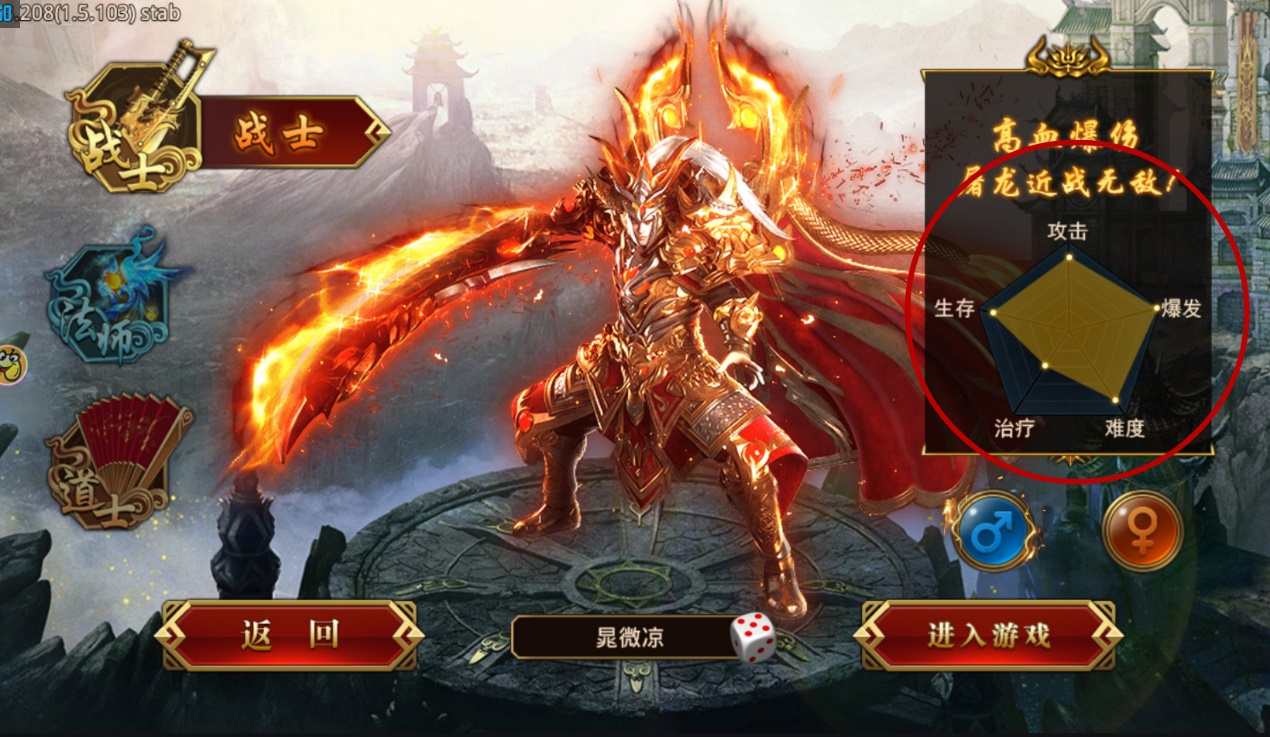 .208(1.5.103) stab
战士
战士
法师
道士
高血爆伤
屠龙近战无敌!
攻击
生存
爆发
治疗
难度
返回
晁微凉
进入游戏